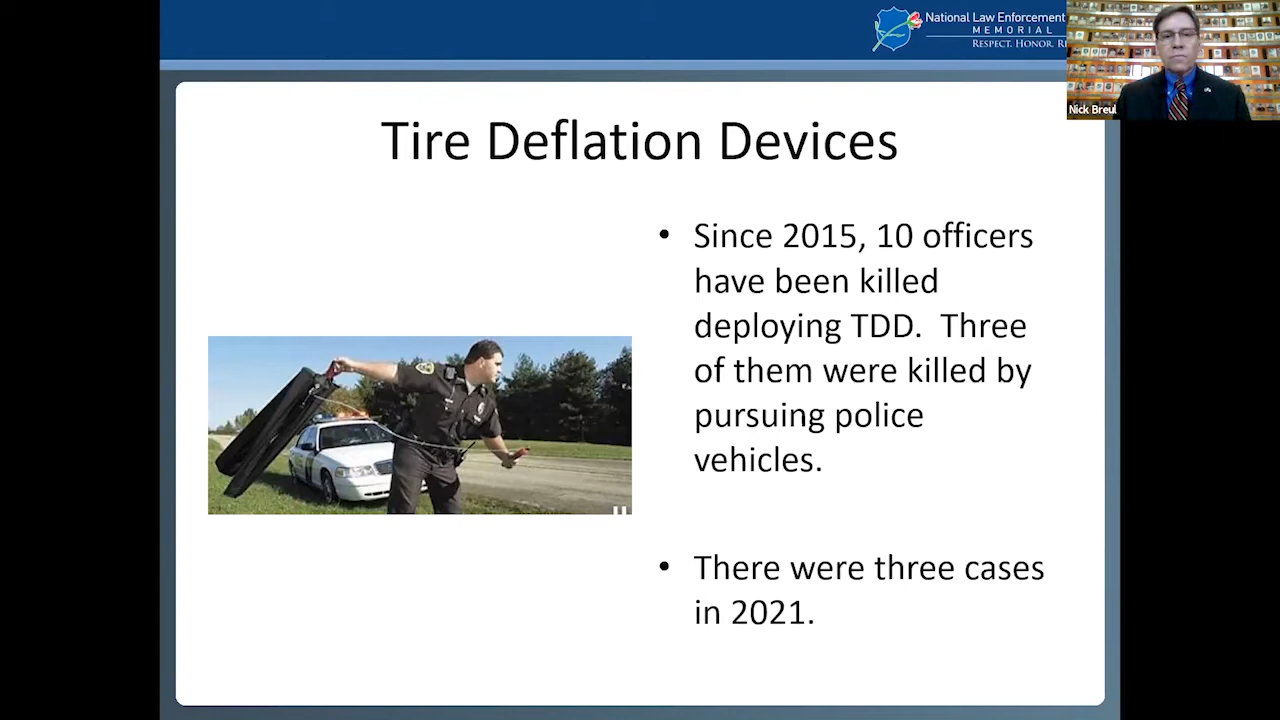 National Law Enforcement
MEMORIAL
RESPECT. HONOR.
Nick Breul
Tire Deflation Devices
• Since 2015, 10 officers
have been killed
deploying TDD. Three
of them were killed by
pursuing police
vehicles.
• There were three cases
in 2021.